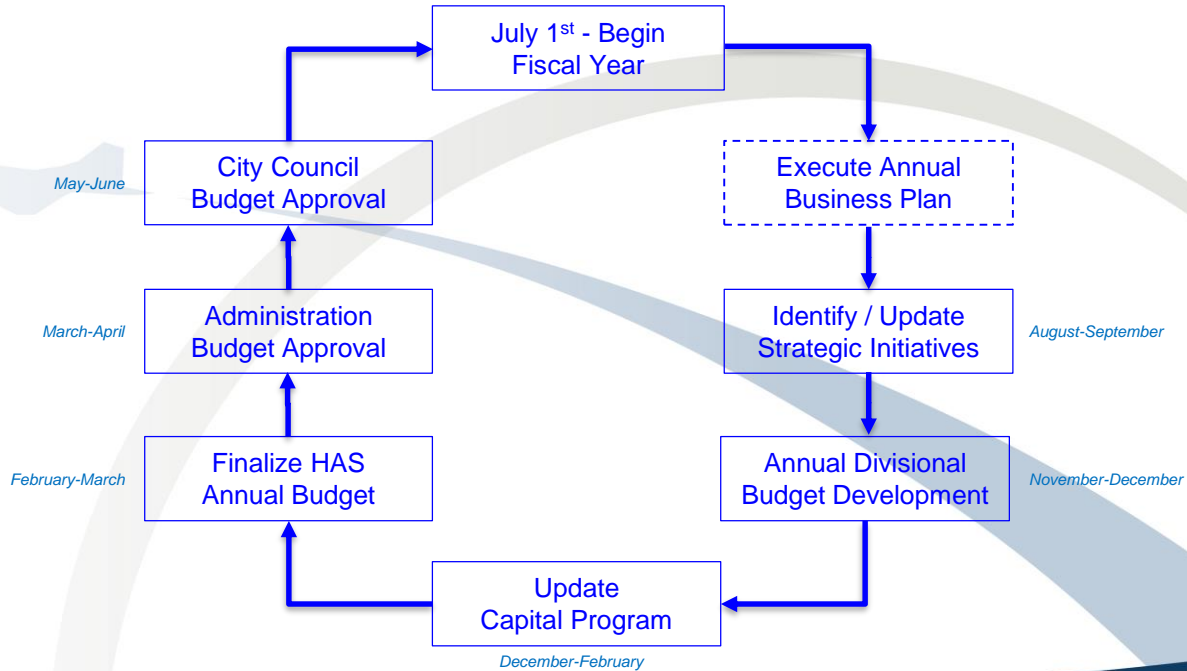 July 1st - Begin
Fiscal Year
City Council
Budget Approval
May-June
Execute Annual
Business Plan
Administration
Budget Approval
March-April
Identify / Update
Strategic Initiatives
August-September
Finalize HAS
Annual Budget
February-March
Annual Divisional
Budget Development
November-December
Update
Capital Program
December-February